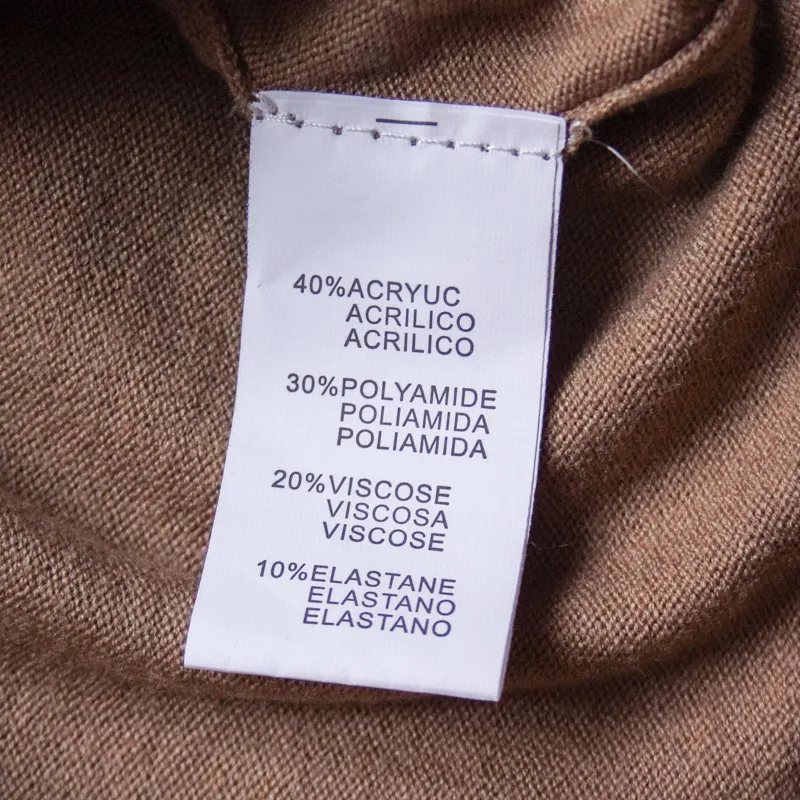 40%ACRYUC
ACRILICO
ACRILICO
30%POLYAMIDE
POLIAMIDA
POLIAMIDA
20%VISCOSE
VISCOSA
VISCOSE
10%ELASTANE
ELASTANO
ELASTANO